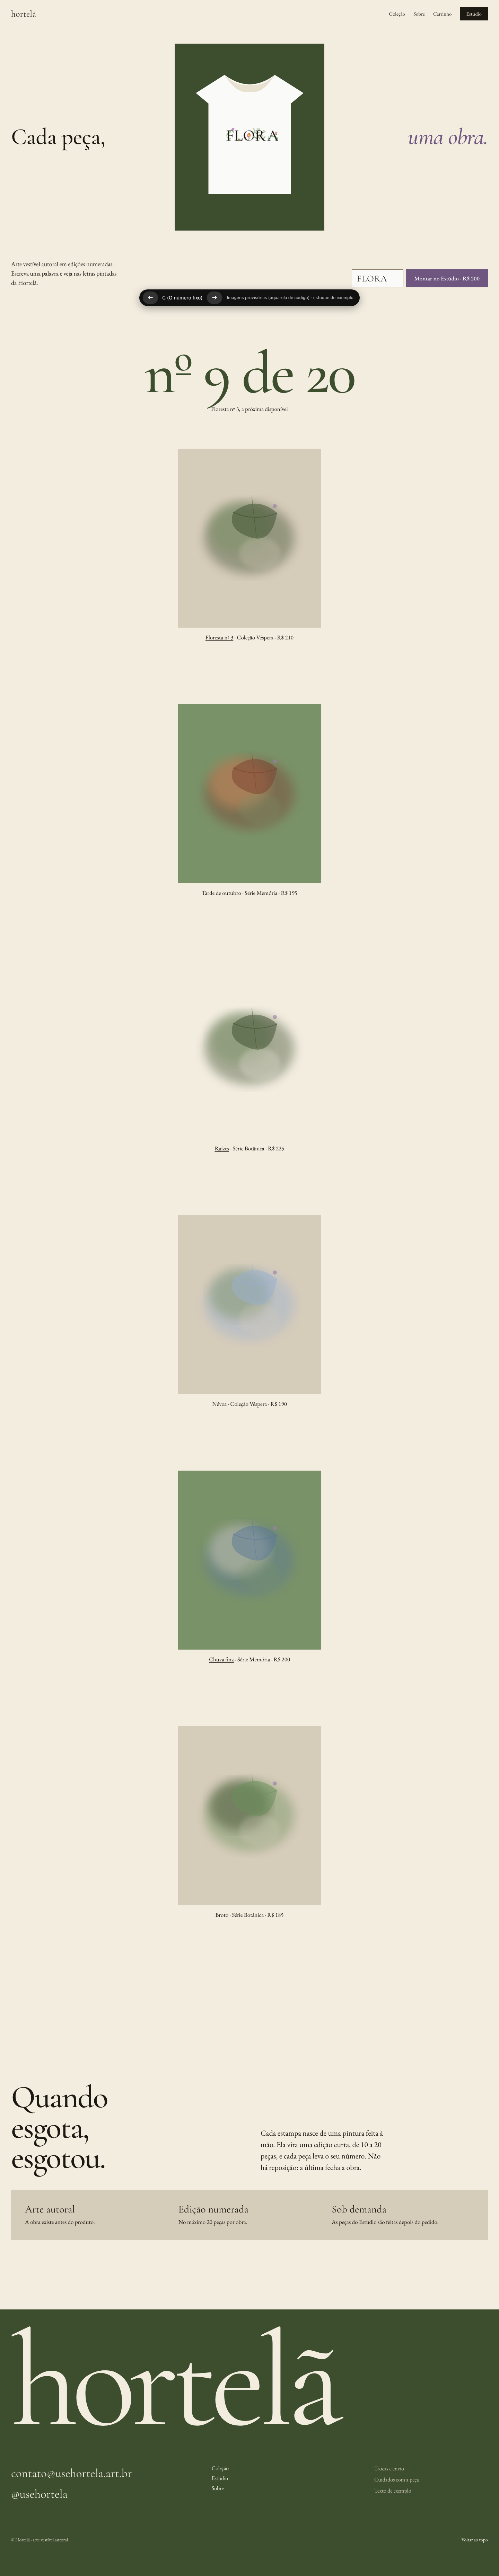 hortelã
Coleção Sobre Carrinho Estúdio
Cada peça,
FLORA
uma obra.
Arte vestível autoral em edições numeradas.
Escreva uma palavra e veja nas letras pintadas
da Hortelã.
FLORA
Montar no Estúdio · R$ 200
C (O número fixo)
Imagens provisórias (aquarela de código) · estoque de exemplo
nº 9 de 20
Floresta nº 3, a próxima disponível
Floresta nº 3 · Coleção Véspera · R$ 210
Tarde de outubro · Série Memória · R$ 195
Raízes · Série Botânica · R$ 225
Névoa · Coleção Véspera · R$ 190
Chuva fina · Série Memória · R$ 200
Broto · Série Botânica · R$ 185
Quando
esgota,
esgotou.
Cada estampa nasce de uma pintura feita à
mão. Ela vira uma edição curta, de 10 a 20
peças, e cada peça leva o seu número. Não
há reposição: a última fecha a obra.
Arte autoral
A obra existe antes do produto.
Edição numerada
No máximo 20 peças por obra.
Sob demanda
As peças do Estúdio são feitas depois do pedido.
hortelã
contato@usehortela.art.br
@usehortela
Coleção
Estúdio
Sobre
Trocas e envio
Cuidados com a peça
Texto de exemplo
© Hortelã · arte vestível autoral
Voltar ao topo